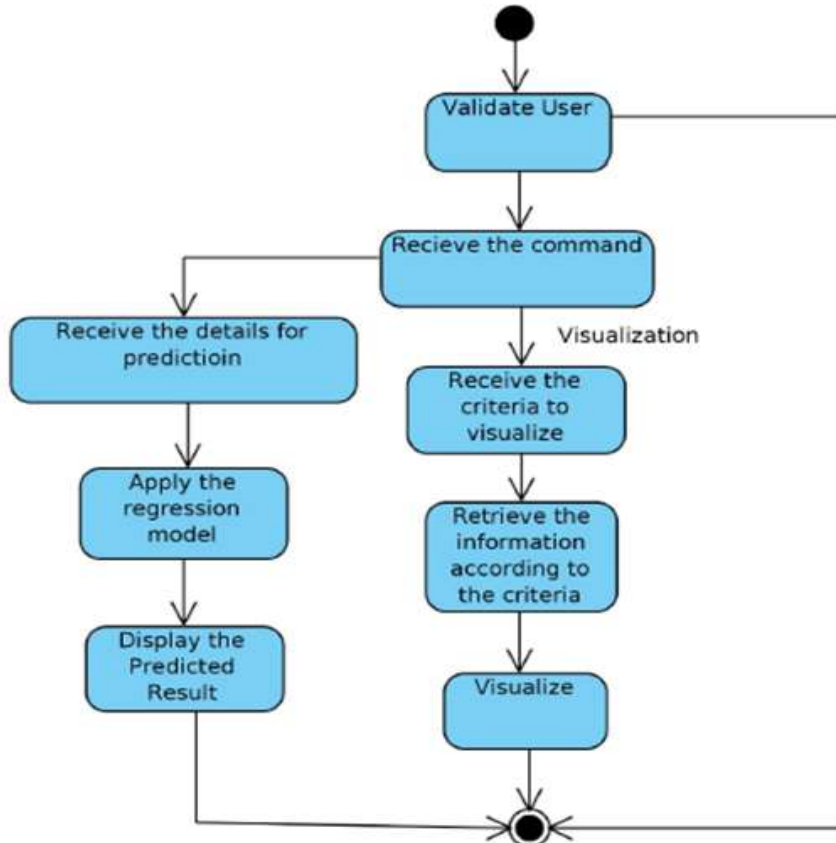 Validate User
Recieve the command
Receive the details for
predictioin
Visualization
Receive the
criteria to
visualize
Apply the
regression
model
Retrieve the
information
according to
the criteria
Display the
Predicted
Result
Visualize